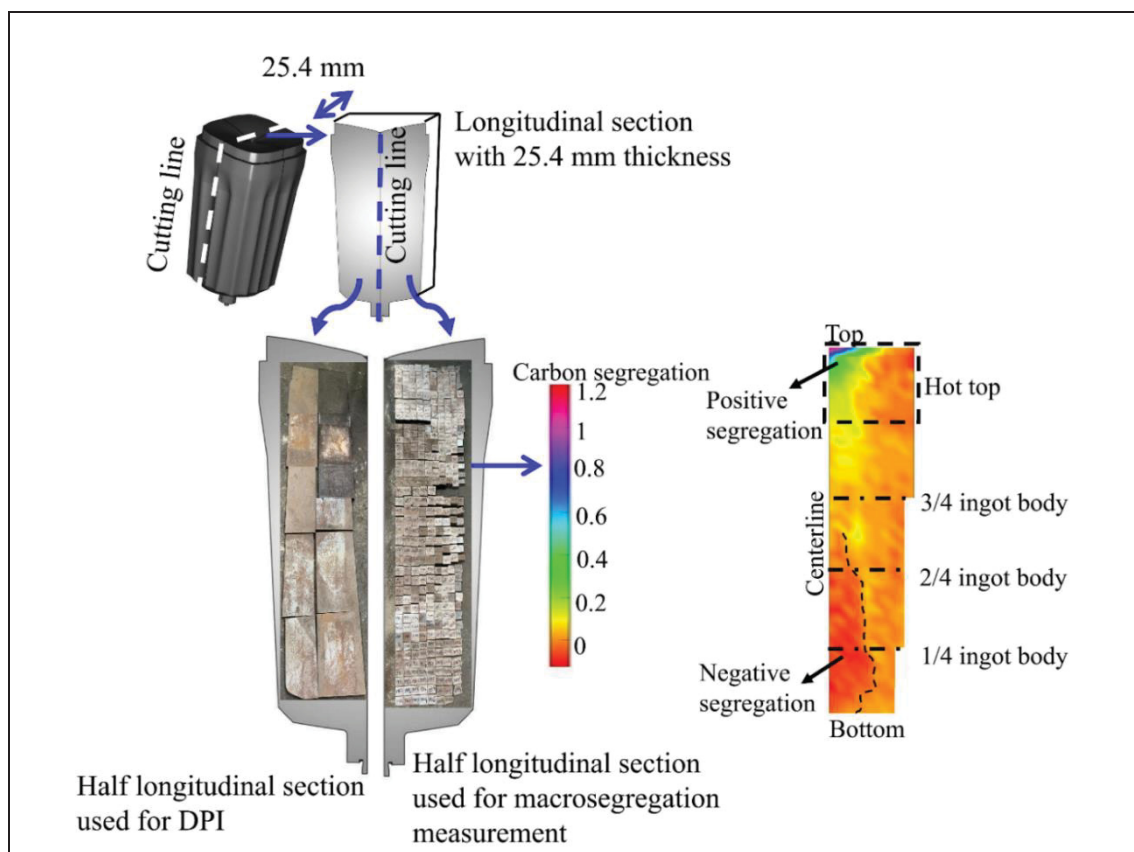 25.4 mm
Cutting line
Cutting line
Longitudinal section
with 25.4 mm thickness
Carbon segregation
1.2
1
0.8
0.6
0.4
0.2
0
Top
Positive
segregation
Hot top
Centerline
3/4 ingot body
2/4 ingot body
1/4 ingot body
Negative
segregation
Bottom
Half longitudinal section
used for DPI
Half longitudinal section
used for macrosegregation
measurement